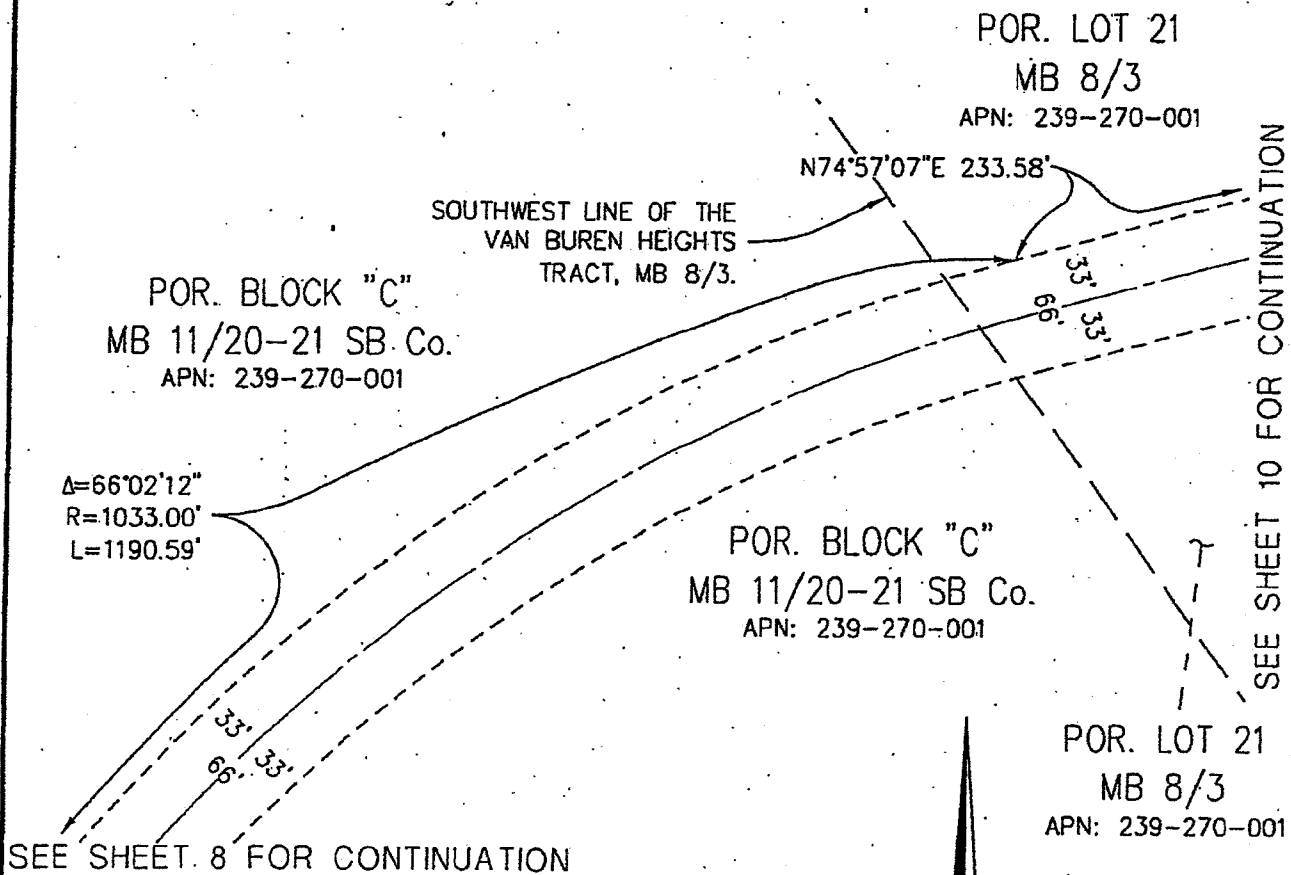 POR. LOT 21
MB 8/3
APN: 239-270-001
N74°57'07"E 233.58'
SOUTHWEST LINE OF THE
VAN BUREN HEIGHTS
TRACT, MB 8/3.
POR. BLOCK "C"
MB 11/20-21 SB Co.
APN: 239-270-001
33'
66'
33'
SEE SHEET 10 FOR CONTINUATION
Δ=66°02'12"
R=1033.00'
L=1190.59'
POR. BLOCK "C"
MB 11/20-21 SB Co.
APN: 239-270-001
33'
66'
33'
POR. LOT 21
MB 8/3
APN: 239-270-001
SEE SHEET 8 FOR CONTINUATION